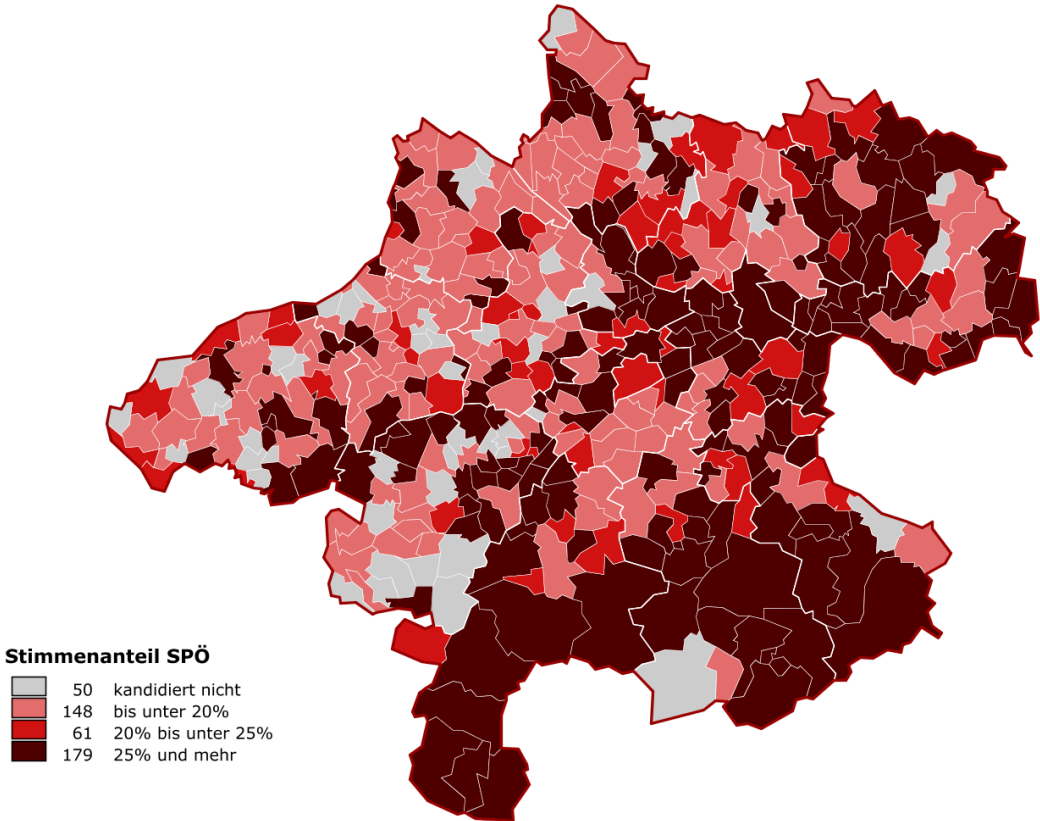 Stimmenanteil SPÖ
50 kandidiert nicht
148 bis unter 20%
61 20% bis unter 25%
179 25% und mehr